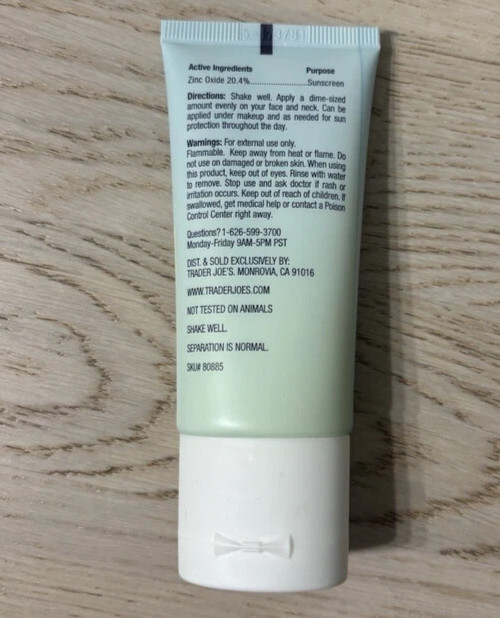 Active Ingredients Purpose
Zinc Oxide 20.4%..........................Sunscreen
Directions: Shake well. Apply a dime-sized
amount evenly on your face and neck. Can be
applied under makeup and as needed for sun
protection throughout the day.
Warnings: For external use only.
Flammable. Keep away from heat or flame. Do
not use on damaged or broken skin. When using
this product, keep out of eyes. Rinse with water
to remove. Stop use and ask doctor if rash or
irritation occurs. Keep out of reach of children. If
swallowed, get medical help or contact a Poison
Control Center right away.
Questions? 1-626-599-3700
Monday-Friday 9AM-5PM PST
DIST. & SOLD EXCLUSIVELY BY:
TRADER JOE'S. MONROVIA, CA 91016
WWW.TRADERJOES.COM
NOT TESTED ON ANIMALS
SHAKE WELL.
SEPARATION IS NORMAL.
SKU# 80885